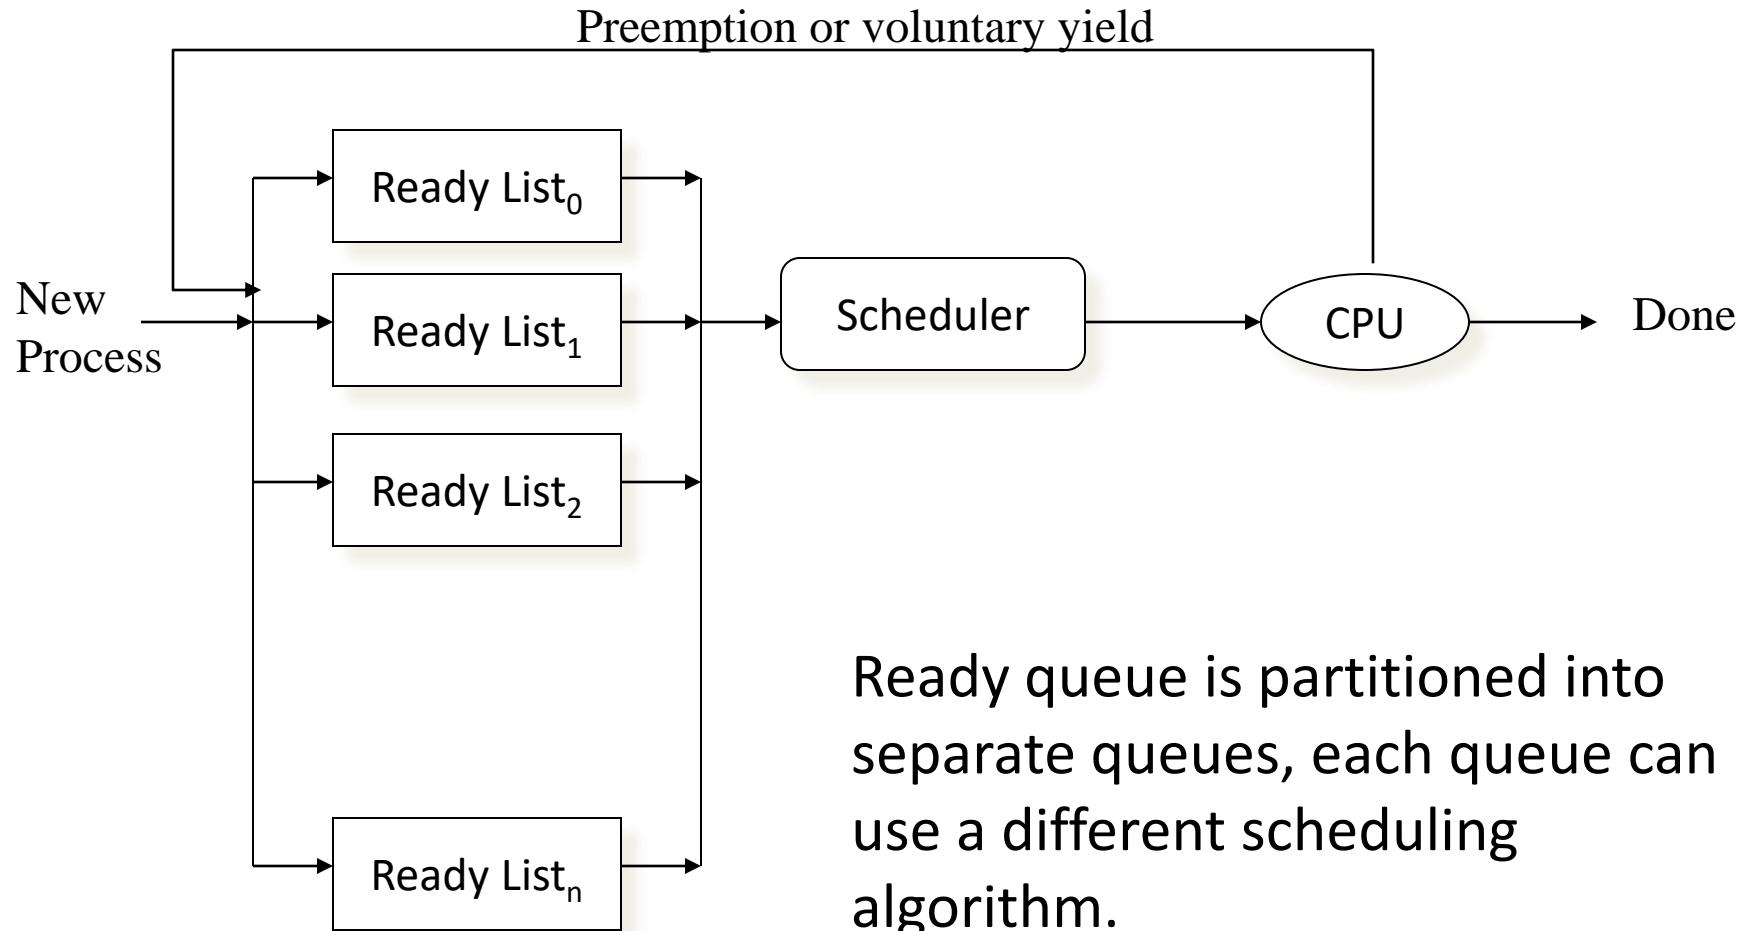 Preemption or voluntary yield
Ready List₀
New
Process
Ready List₁
Scheduler
CPU
Done
Ready List₂
Ready queue is partitioned into
separate queues, each queue can
use a different scheduling
algorithm.
Ready Listₙ